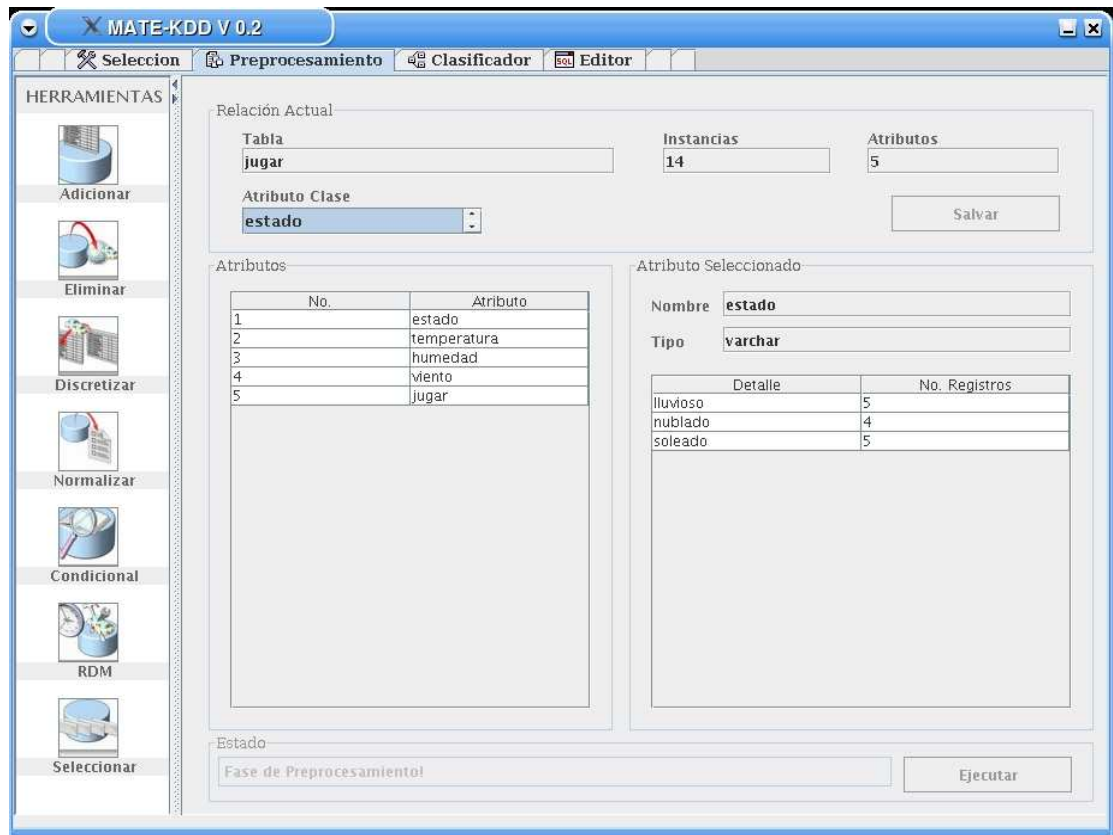 MATE-KDD V 0.2
Seleccion Preprocesamiento Clasificador SQL Editor
HERRAMIENTAS
Adicionar
Eliminar
Discretizar
Normalizar
Condicional
RDM
Seleccionar
Relación Actual
Tabla Instancias Atributos
jugar 14 5
Atributo Clase
estado Salvar
Atributos
No. Atributo
1 estado
2 temperatura
3 humedad
4 viento
5 jugar
Atributo Seleccionado
Nombre estado
Tipo varchar
Detalle No. Registros
lluvioso 5
nublado 4
soleado 5
Estado
Fase de Preprocesamiento!
Ejecutar